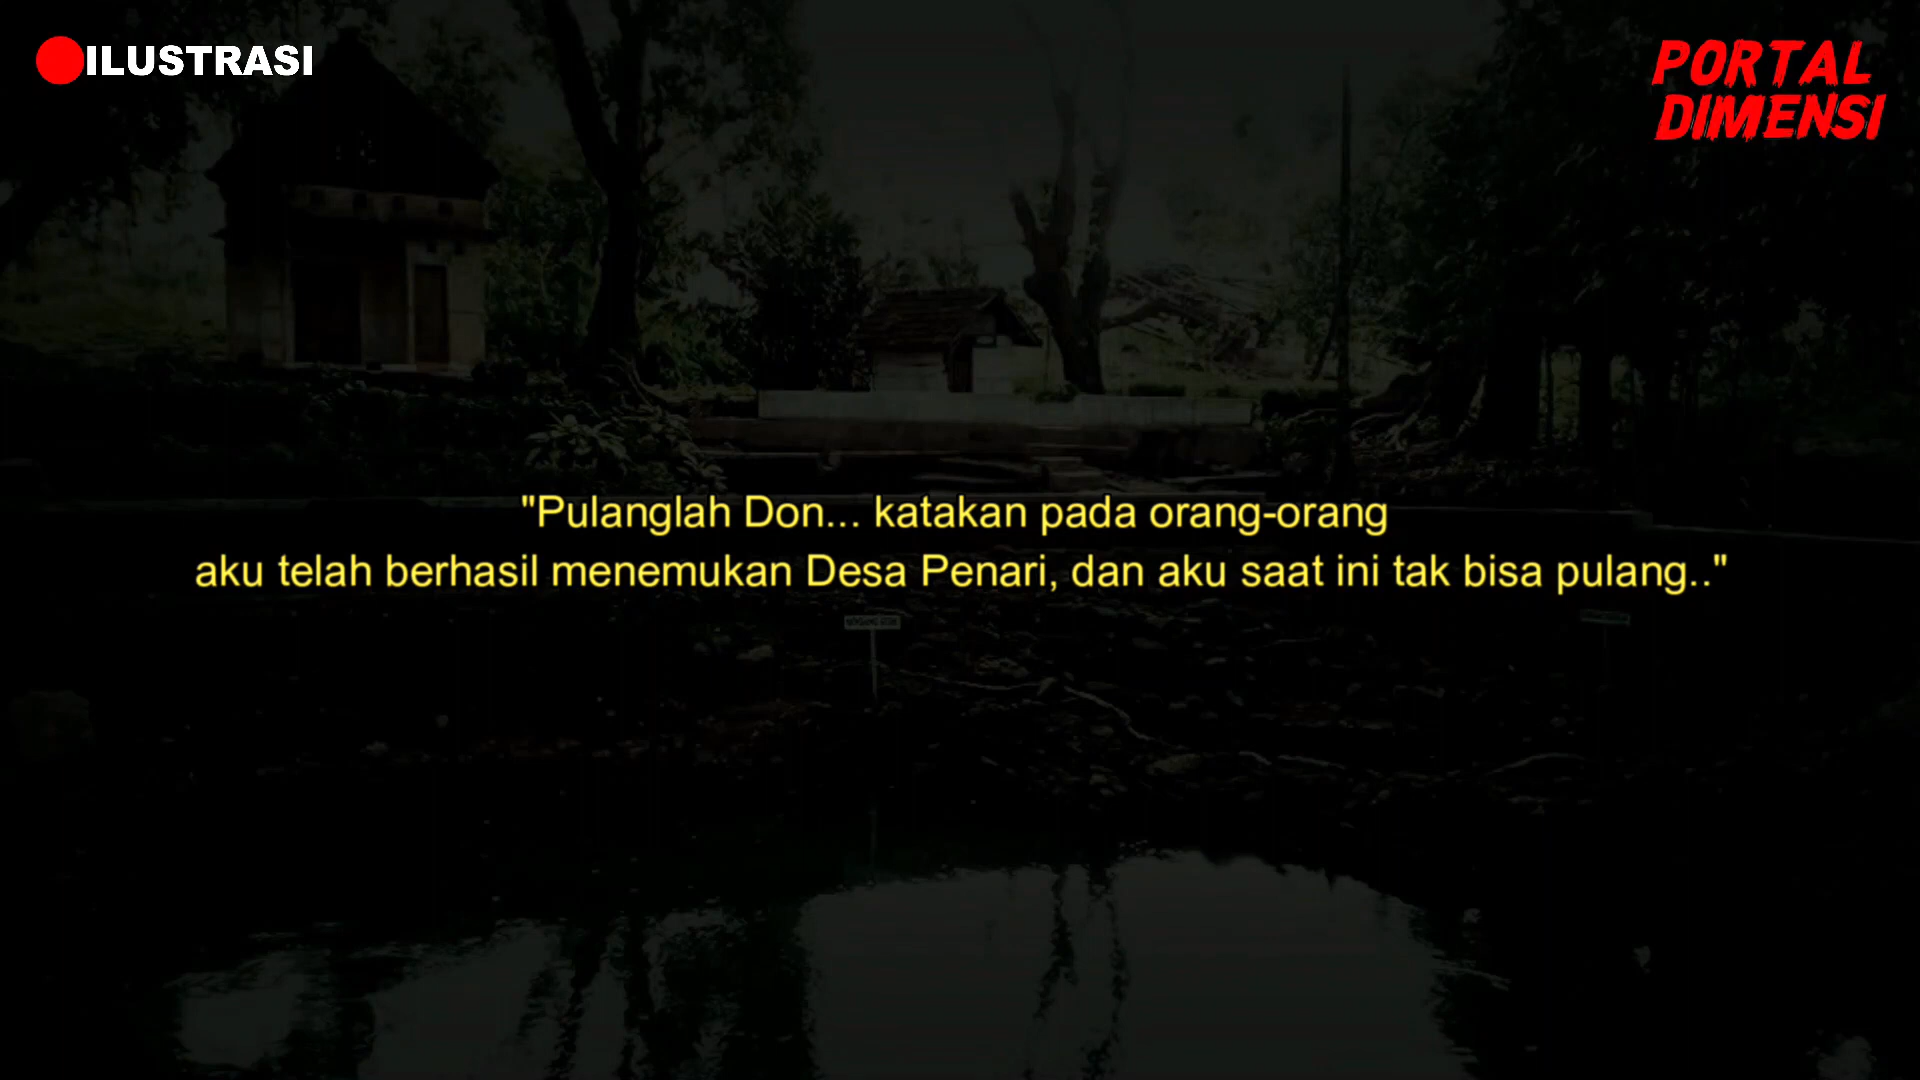 ILUSTRASI
PORTAL
DIMENSI
"Pulanglah Don... katakan pada orang-orang
aku telah berhasil menemukan Desa Penari, dan aku saat ini tak bisa pulang.."